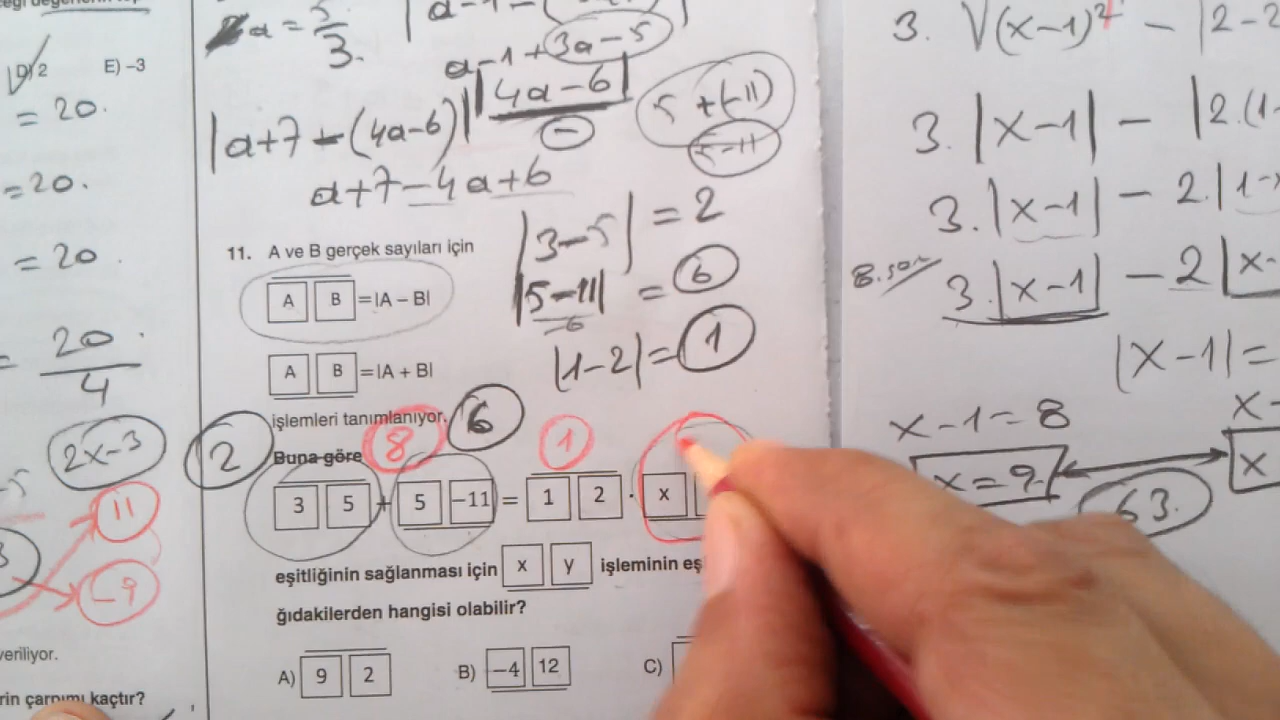 D) 2 E) -3
= 20.
= 20.
= 20
= 20
4
2x-3
11
-9
veriliyor.
rin çarpımı kaçtır?
a = 5/3.
a-1+3a-5
|4a-6|
-
5+(-11)
5-11
|a+7-(4a-6)|
a+7-4a+6
|3-5| = 2
|5-11| = 6
-6
|1-2| = 1
11. A ve B gerçek sayıları için
A B =|A – B|
A B =|A + B|
işlemleri tanımlanıyor.
2 8 6 1
Buna göre
3 5 + 5 –11 = 1 2 · x
eşitliğinin sağlanması için x y işleminin eş
ğıdakilerden hangisi olabilir?
A) 9 2 B) –4 12 C)
3. √(x-1)² - |2-2
3. |x-1| - |2.(1-
3. |x-1| - 2.|1-x
3. |x-1| - 2|x-
|x-1| =
x-1=8
x=9
x-
x
63.